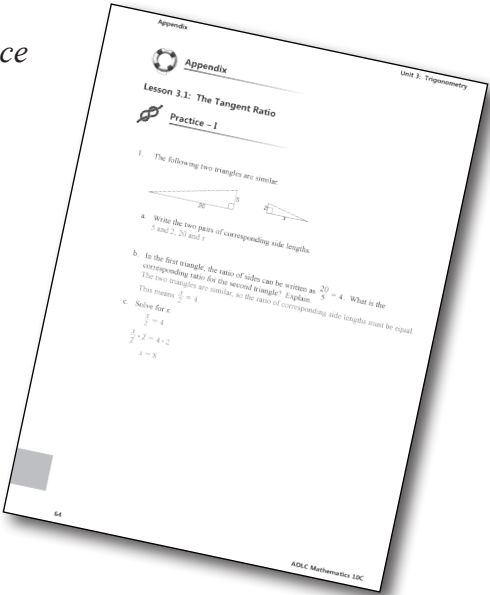 ce
Appendix
Unit 3: Trigonometry
Appendix
Lesson 3.1: The Tangent Ratio
Practice – I
1. The following two triangles are similar
20
5
2
x
a. Write the two pairs of corresponding side lengths.
5 and 2, 20 and x
b. In the first triangle, the ratio of sides can be written as 20/5 = 4. What is the
corresponding ratio for the second triangle? Explain.
The two triangles are similar, so the ratio of corresponding side lengths must be equal.
This means x/2 = 4
c. Solve for x
x/2 = 4
x/2 • 2 = 4 • 2
x = 8
64
ADLC Mathematics 10C